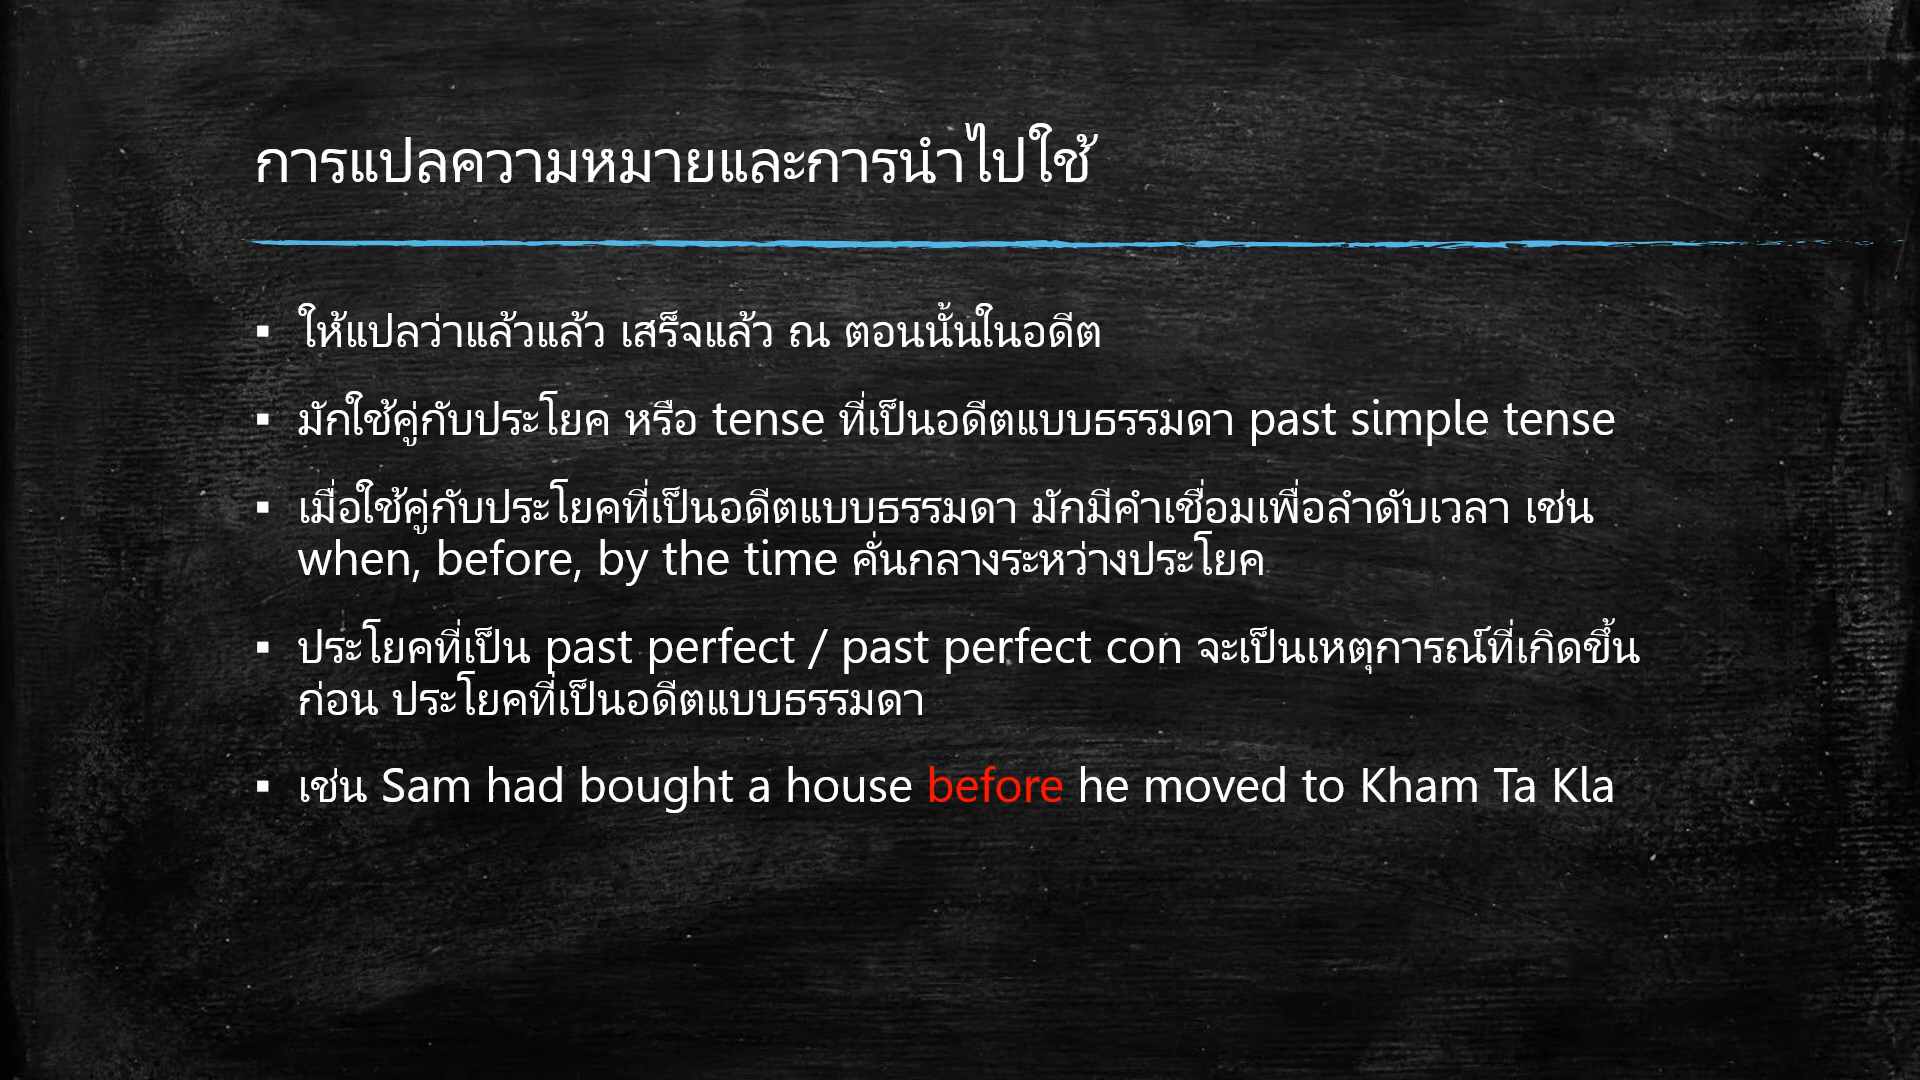 การแปลความหมายและการนำไปใช้
▪ ให้แปลว่าแล้วแล้ว เสร็จแล้ว ณ ตอนนั้นในอดีต
▪ มักใช้คู่กับประโยค หรือ tense ที่เป็นอดีตแบบธรรมดา past simple tense
▪ เมื่อใช้คู่กับประโยคที่เป็นอดีตแบบธรรมดา มักมีคำเชื่อมเพื่อลำดับเวลา เช่น
when, before, by the time คั่นกลางระหว่างประโยค
▪ ประโยคที่เป็น past perfect / past perfect con จะเป็นเหตุการณ์ที่เกิดขึ้น
ก่อน ประโยคที่เป็นอดีตแบบธรรมดา
▪ เช่น Sam had bought a house before he moved to Kham Ta Kla